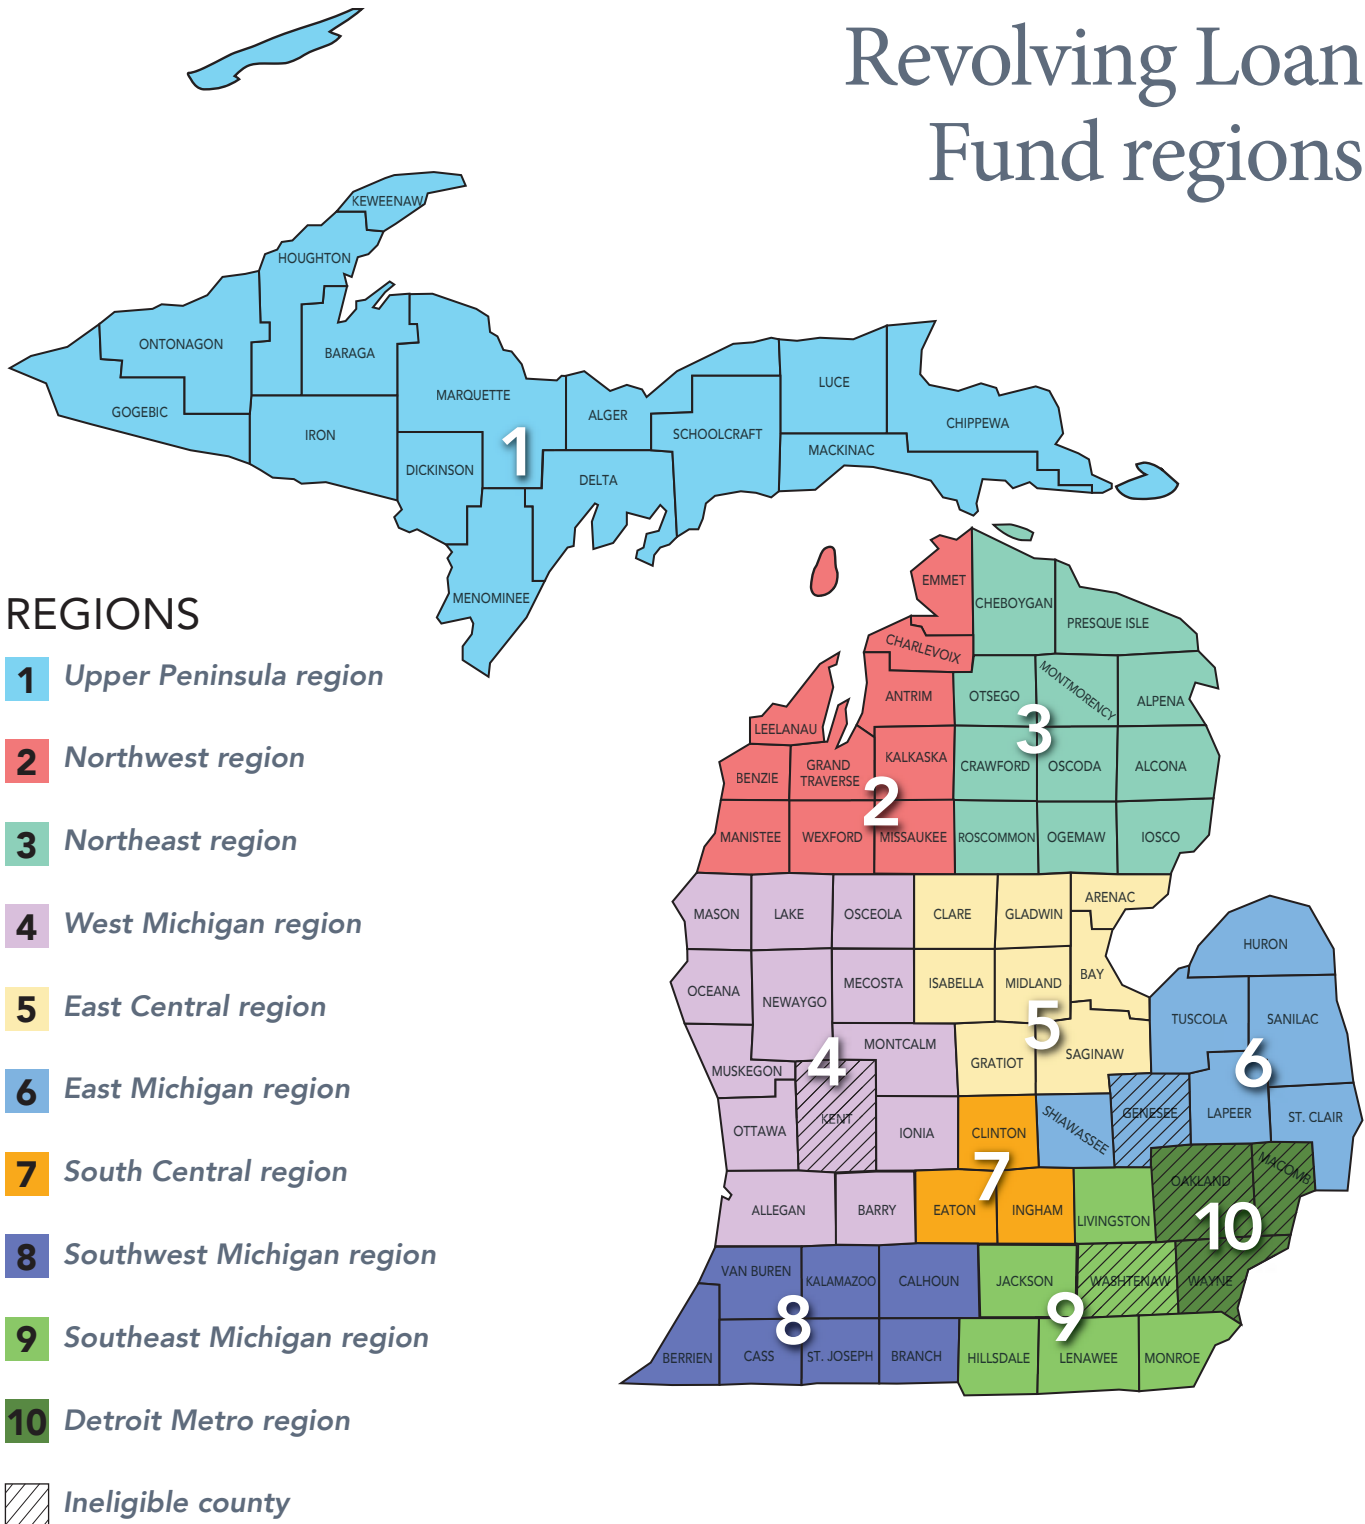 Revolving Loan
Fund regions
KEWEENAW
HOUGHTON
ONTONAGON
BARAGA
GOGEBIC
IRON
MARQUETTE
1
DICKINSON
ALGER
DELTA
MENOMINEE
SCHOOLCRAFT
LUCE
CHIPPEWA
MACKINAC
EMMET
CHEBOYGAN
PRESQUE ISLE
CHARLEVOIX
ANTRIM
OTSEGO
MONTMORENCY
ALPENA
3
LEELANAU
BENZIE
GRAND
TRAVERSE
KALKASKA
CRAWFORD
OSCODA
ALCONA
2
MANISTEE
WEXFORD
MISSAUKEE
ROSCOMMON
OGEMAW
IOSCO
MASON
LAKE
OSCEOLA
CLARE
GLADWIN
ARENAC
HURON
OCEANA
NEWAYGO
MECOSTA
ISABELLA
MIDLAND
BAY
5
TUSCOLA
SANILAC
MONTCALM
4
GRATIOT
SAGINAW
6
MUSKEGON
OTTAWA
KENT
IONIA
CLINTON
SHIAWASSEE
GENESEE
LAPEER
ST. CLAIR
7
ALLEGAN
BARRY
EATON
INGHAM
LIVINGSTON
OAKLAND
MACOMB
10
VAN BUREN
KALAMAZOO
CALHOUN
JACKSON
WASHTENAW
WAYNE
8
9
BERRIEN
CASS
ST. JOSEPH
BRANCH
HILLSDALE
LENAWEE
MONROE
REGIONS
1 Upper Peninsula region
2 Northwest region
3 Northeast region
4 West Michigan region
5 East Central region
6 East Michigan region
7 South Central region
8 Southwest Michigan region
9 Southeast Michigan region
10 Detroit Metro region
Ineligible county